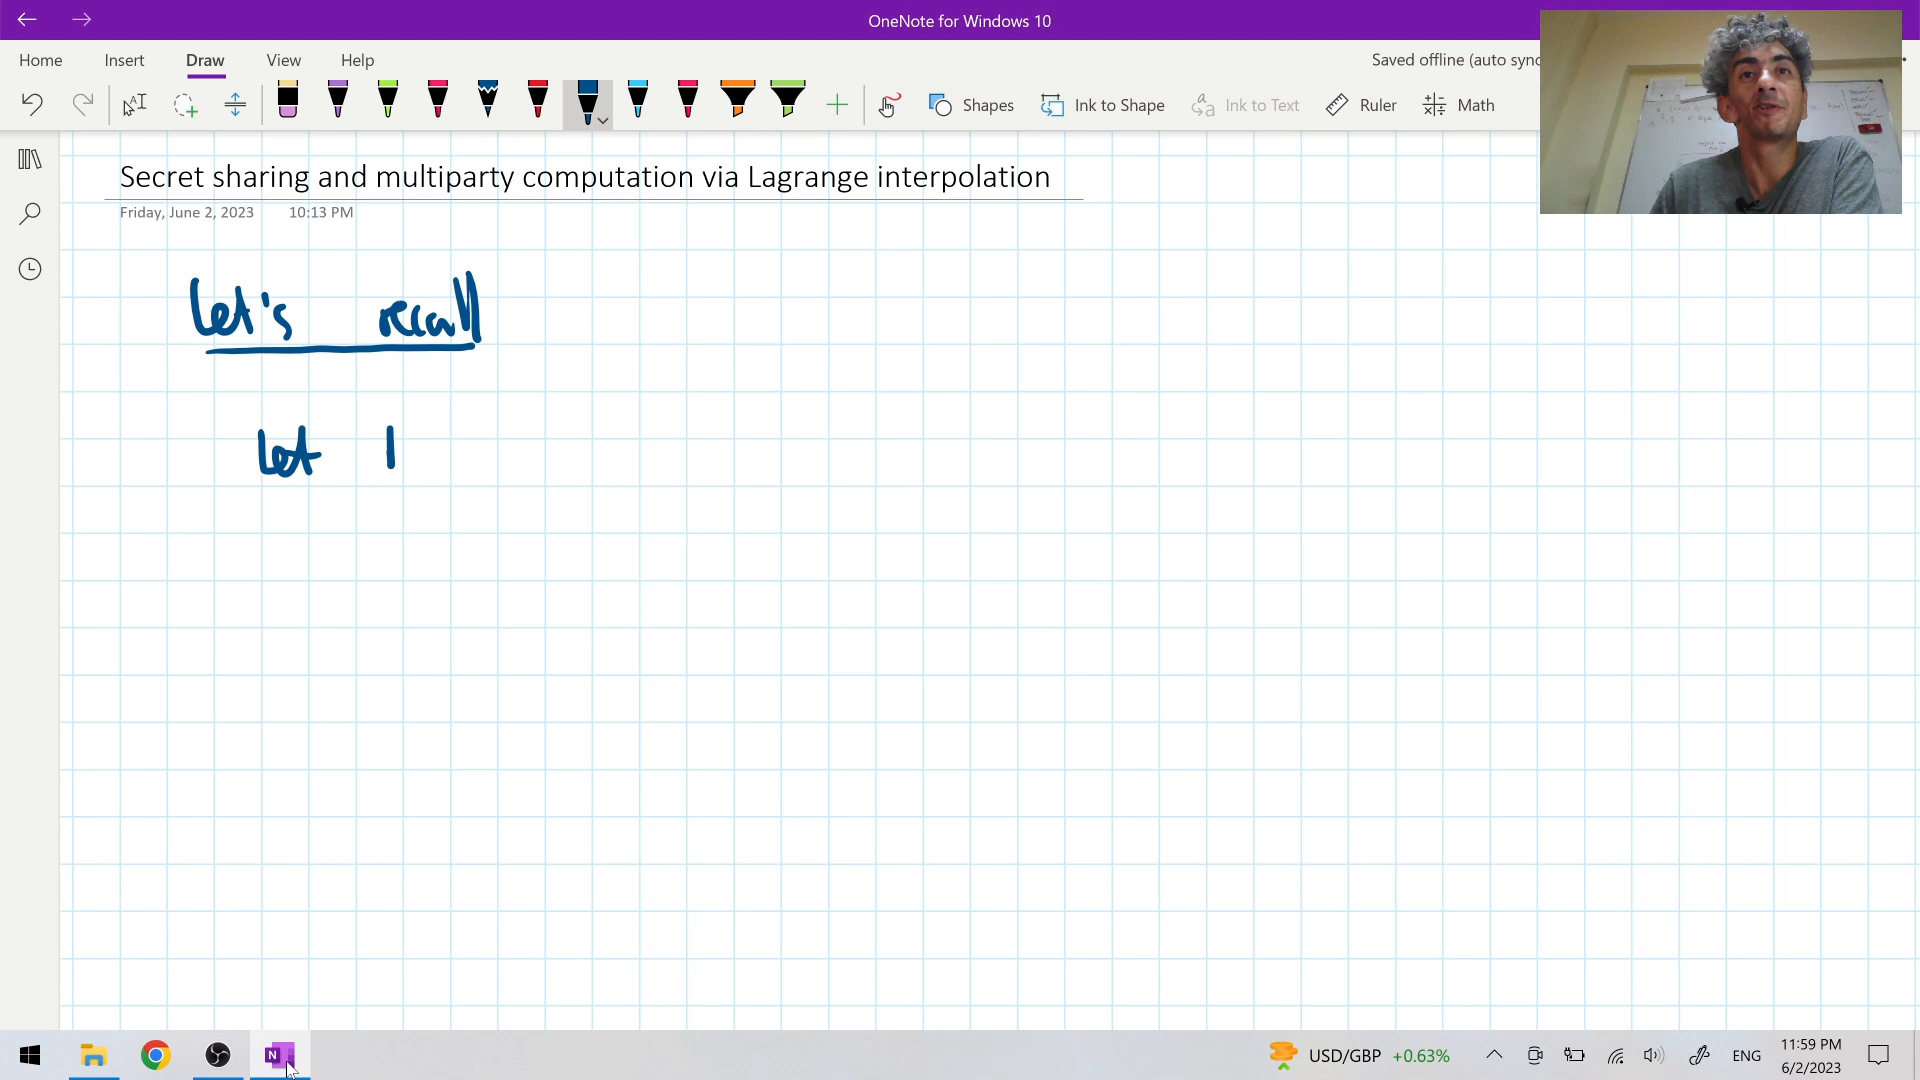 OneNote for Windows 10
Home Insert Draw View Help Saved offline (auto sync
Shapes Ink to Shape Ink to Text Ruler Math
Secret sharing and multiparty computation via Lagrange interpolation
Friday, June 2, 2023 10:13 PM
Let's recall
Let
USD/GBP +0.63% ENG 11:59 PM
6/2/2023